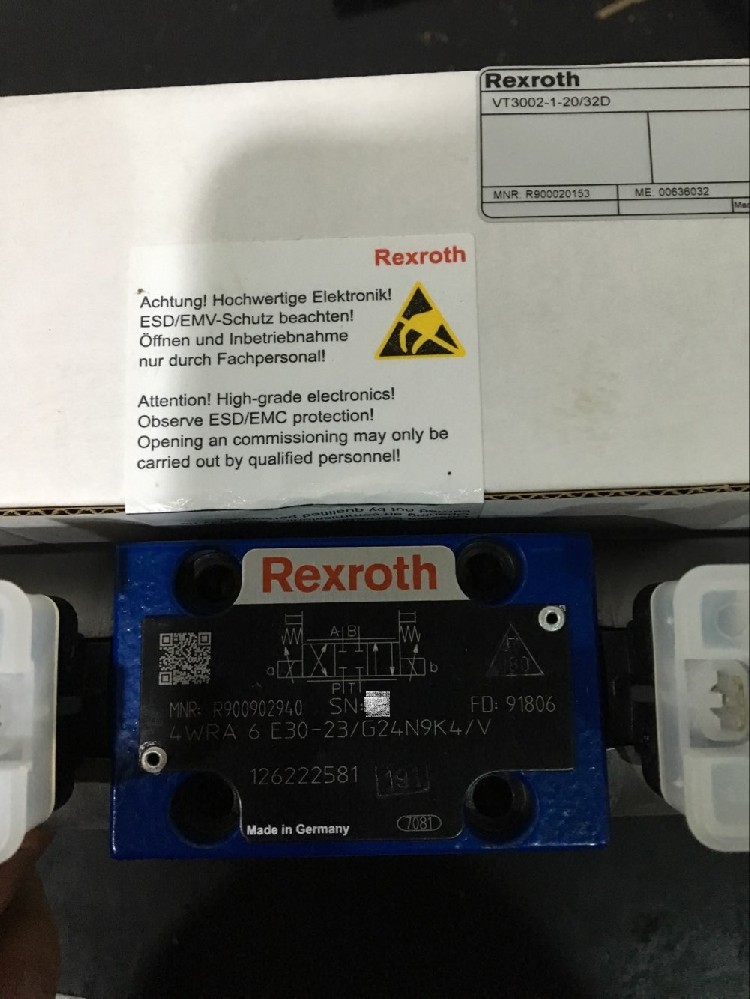 Rexroth
VT3002-1-20/32D
MNR: R900020153
ME: 00636032
Rexroth
Achtung! Hochwertige Elektronik!
ESD/EMV-Schutz beachten!
Öffnen und Inbetriebnahme
nur durch Fachpersonal!
Attention! High-grade electronics!
Observe ESD/EMC protection!
Opening an commissioning may only be
carried out by qualified personnel!
Rexroth
A B
a b
P T
MNR: R900902940 SN: FD: 91806
4WRA 6 E30-23/G24N9K4/V
126222581 191
Made in Germany 7081